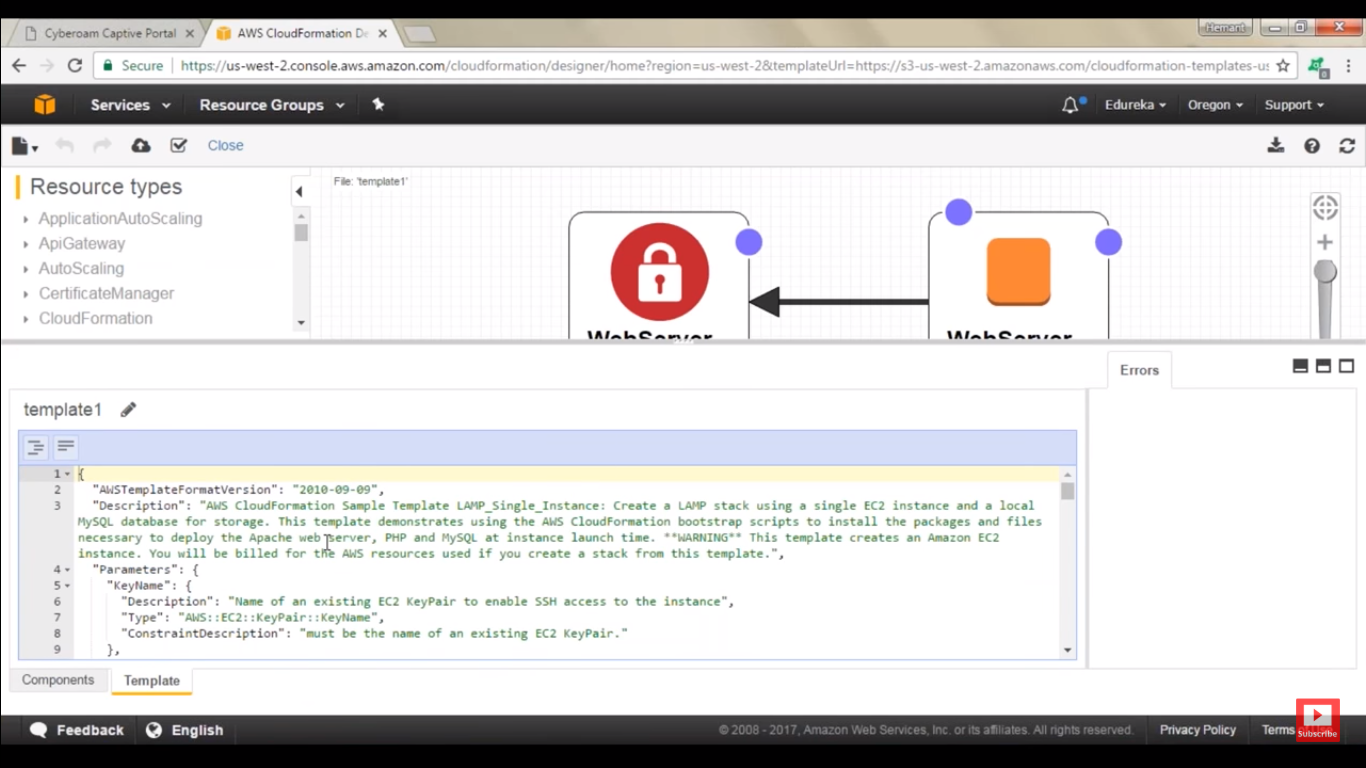 Cyberoam Captive Portal
AWS CloudFormation De
Hemant
Secure
https://us-west-2.console.aws.amazon.com/cloudformation/designer/home?region=us-west-2&templateUrl=https://s3-us-west-2.amazonaws.com/cloudformation-templates-us
0
Services
Resource Groups
Edureka
Oregon
Support
Close
Resource types
ApplicationAutoScaling
ApiGateway
AutoScaling
CertificateManager
CloudFormation
File: 'template1'
WebServer
WebServer
Errors
template1
1 {
2 "AWSTemplateFormatVersion": "2010-09-09",
3 "Description": "AWS CloudFormation Sample Template LAMP_Single_Instance: Create a LAMP stack using a single EC2 instance and a local
MySQL database for storage. This template demonstrates using the AWS CloudFormation bootstrap scripts to install the packages and files
necessary to deploy the Apache web server, PHP and MySQL at instance launch time. **WARNING** This template creates an Amazon EC2
instance. You will be billed for the AWS resources used if you create a stack from this template.",
4 "Parameters": {
5 "KeyName": {
6 "Description": "Name of an existing EC2 KeyPair to enable SSH access to the instance",
7 "Type": "AWS::EC2::KeyPair::KeyName",
8 "ConstraintDescription": "must be the name of an existing EC2 KeyPair."
9 },
Components
Template
Feedback
English
© 2008 - 2017, Amazon Web Services, Inc. or its affiliates. All rights reserved.
Privacy Policy
Terms
Subscribe